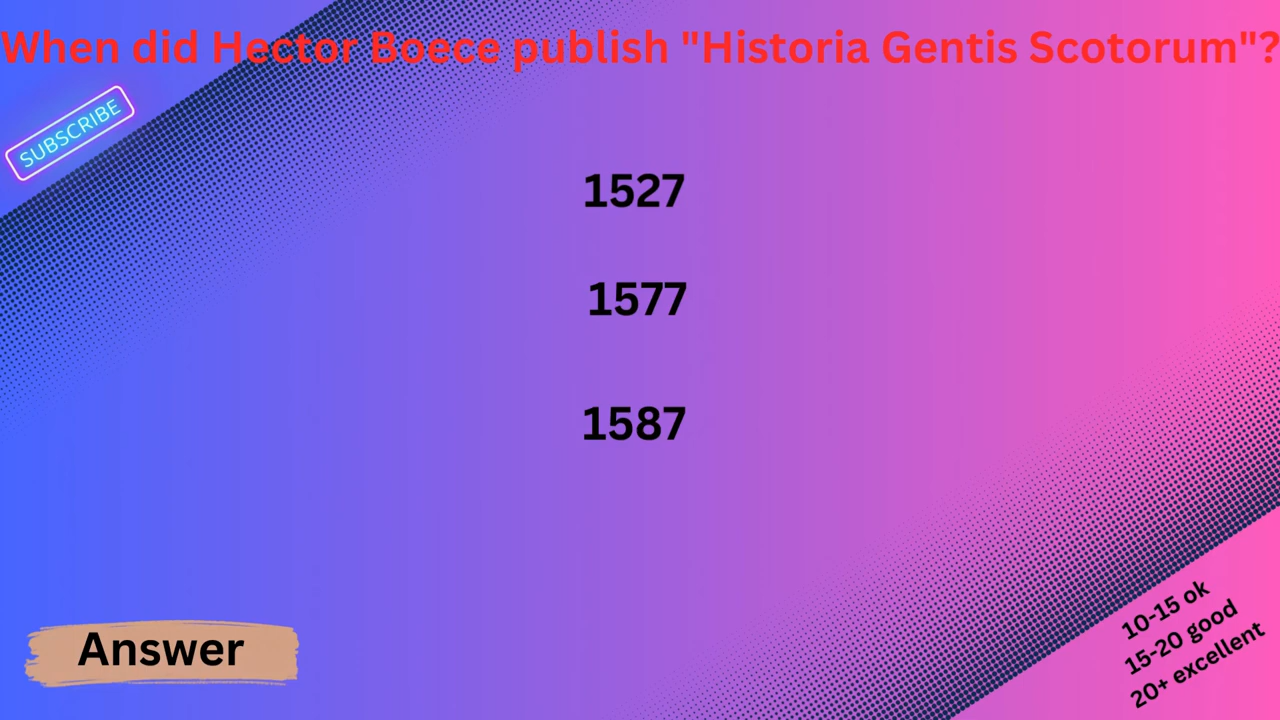 When did Hector Boece publish "Historia Gentis Scotorum"?
SUBSCRIBE
1527
1577
1587
Answer
10-15 ok
15-20 good
20+ excellent